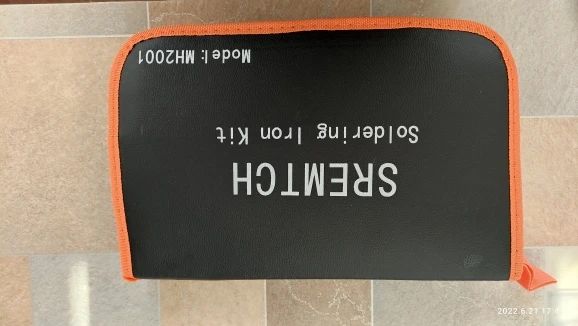 SREMTCH
Soldering Iron Kit
Model: MH2001
2022.6.21 17:4